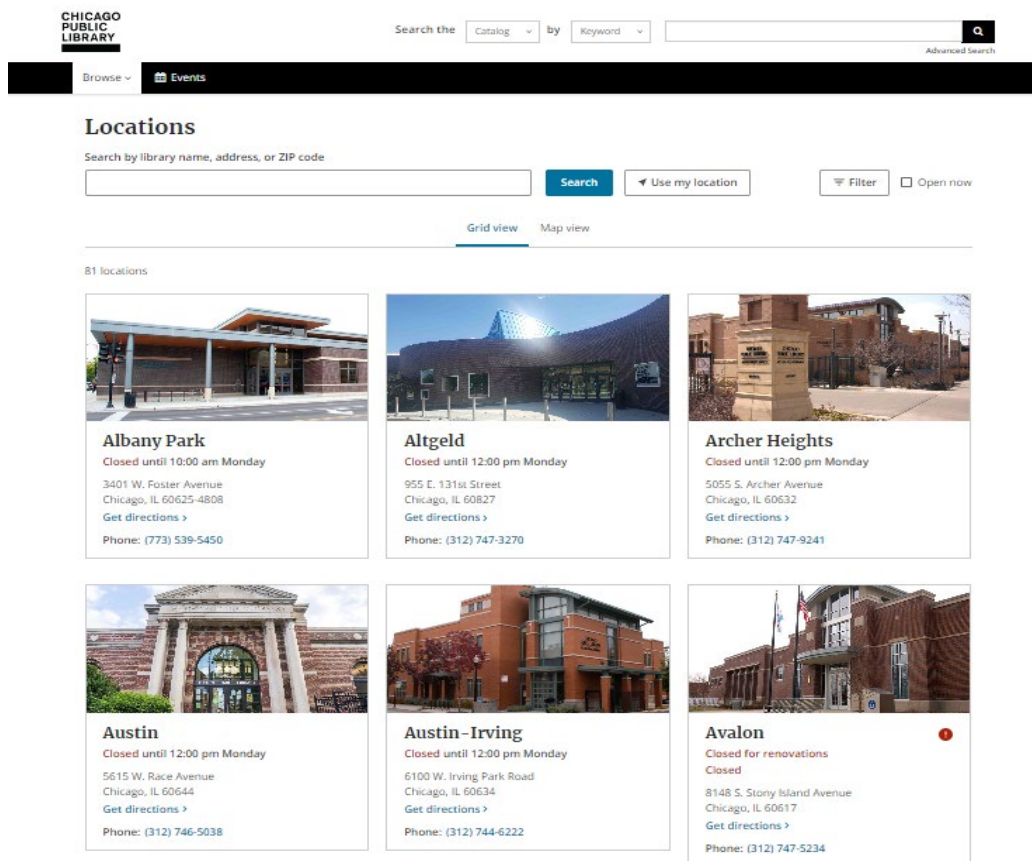 CHICAGO
PUBLIC
LIBRARY
Search the Catalog by Keyword
Advanced Search
Browse Events
Locations
Search by library name, address, or ZIP code
Search Use my location Filter Open now
Grid view Map view
81 locations
Albany Park
Closed until 10:00 am Monday
3401 W. Foster Avenue
Chicago, IL 60625-4808
Get directions >
Phone: (773) 539-5450
Altgeld
Closed until 12:00 pm Monday
955 E. 131st Street
Chicago, IL 60827
Get directions >
Phone: (312) 747-3270
Archer Heights
Closed until 12:00 pm Monday
5055 S. Archer Avenue
Chicago, IL 60632
Get directions >
Phone: (312) 747-9241
Austin
Closed until 12:00 pm Monday
5615 W. Race Avenue
Chicago, IL 60644
Get directions >
Phone: (312) 746-5038
Austin-Irving
Closed until 12:00 pm Monday
6100 W. Irving Park Road
Chicago, IL 60634
Get directions >
Phone: (312) 744-6222
Avalon
Closed for renovations
Closed
8148 S. Stony Island Avenue
Chicago, IL 60617
Get directions >
Phone: (312) 747-5234